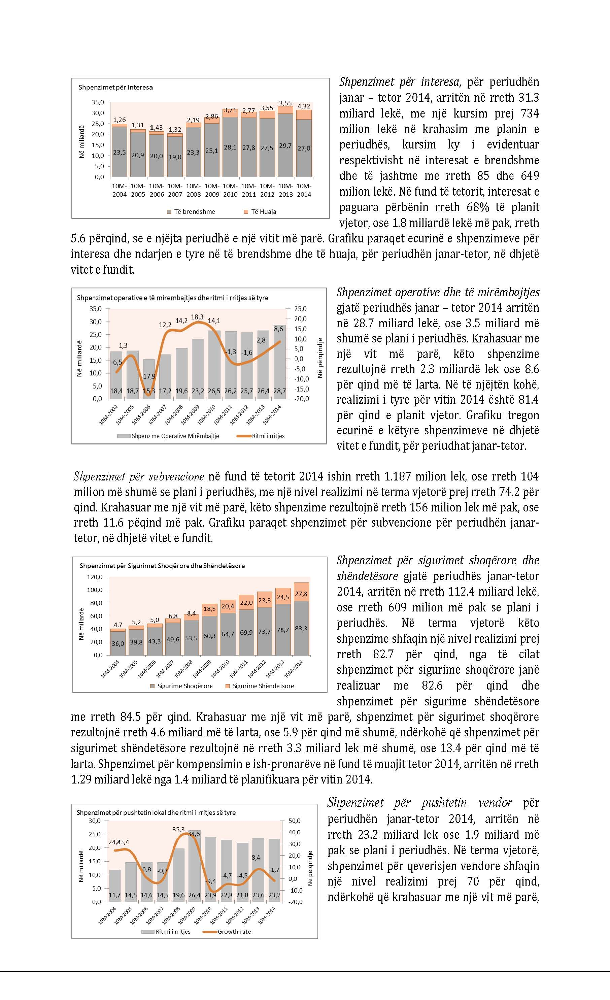 Shpenzimet për Interesa
Në miliardë
35,0
30,0
25,0
20,0
15,0
10,0
5,0
0,0
1,26 1,31 1,43 1,32 2,19 2,86 3,71 2,77 3,55 3,55 4,32
23,5 20,9 20,0 19,0 23,3 25,1 28,1 27,8 27,5 29,7 27,0
10M- 10M- 10M- 10M- 10M- 10M- 10M- 10M- 10M- 10M- 10M-
2004 2005 2006 2007 2008 2009 2010 2011 2012 2013 2014
Të brendshme Të Huaja
Shpenzimet për interesa, për periudhën
janar – tetor 2014, arritën në rreth 31.3
miliard lekë, me një kursim prej 734
milion lekë në krahasim me planin e
periudhës, kursim ky i evidentuar
respektivisht në interesat e brendshme
dhe të jashtme me rreth 85 dhe 649
milion lekë. Në fund të tetorit, interesat e
paguara përbënin rreth 68% të planit
vjetor, ose 1.8 miliardë lekë më pak, rreth
5.6 përqind, se e njëjta periudhë e një vitit më parë. Grafiku paraqet ecurinë e shpenzimeve për
interesa dhe ndarjen e tyre në të brendshme dhe të huaja, për periudhën janar-tetor, në dhjetë
vitet e fundit.
Shpenzimet operative e të mirembajtjes dhe ritmi i rritjes së tyre
Në miliardë
35,0
30,0
25,0
20,0
15,0
10,0
5,0
0,0
-6,5 1,3 -17,9 12,2 14,2 18,3 14,1 -1,3 -1,6 2,8 8,6
18,4 18,7 15,3 17,2 19,6 23,2 26,5 26,2 25,7 26,4 28,7
25,0
20,0
15,0
10,0
5,0
0,0
-5,0
-10,0
-15,0
-20,0
Në përqindje
10M-2004 10M-2005 10M-2006 10M-2007 10M-2008 10M-2009 10M-2010 10M-2011 10M-2012 10M-2013 10M-2014
Shpenzime Operative Mirëmbajtje Ritmi i rritjes
Shpenzimet operative dhe të mirëmbajtjes
gjatë periudhës janar – tetor 2014 arritën
në 28.7 miliard lekë, ose 3.5 miliard më
shumë se plani i periudhës. Krahasuar me
një vit më parë, këto shpenzime
rezultojnë rreth 2.3 miliardë lek ose 8.6
për qind më të larta. Në të njëjtën kohë,
realizimi i tyre për vitin 2014 është 81.4
për qind e planit vjetor. Grafiku tregon
ecurinë e këtyre shpenzimeve në dhjetë
vitet e fundit, për periudhat janar-tetor.
Shpenzimet për subvencione në fund të tetorit 2014 ishin rreth 1.187 milion lek, ose rreth 104
milion më shumë se plani i periudhës, me një nivel realizimi në terma vjetorë prej rreth 74.2 për
qind. Krahasuar me një vit më parë, këto shpenzime rezultojnë rreth 156 milion lek më pak, ose
rreth 11.6 pëqind më pak. Grafiku paraqet shpenzimet për subvencione për periudhën janar-
tetor, në dhjetë vitet e fundit.
Shpenzimet për Sigurimet Shoqërore dhe Shëndetësore
Në miliardë
120,0
100,0
80,0
60,0
40,0
20,0
0,0
4,7 5,2 5,0 6,8 8,4 18,5 20,4 22,0 23,3 24,5 27,8
36,0 39,8 43,3 49,6 53,5 60,3 64,7 69,9 73,7 78,7 83,3
10M-2004 10M-2005 10M-2006 10M-2007 10M-2008 10M-2009 10M-2010 10M-2011 10M-2012 10M-2013 10M-2014
Sigurime Shoqërore Sigurime Shëndetsore
Shpenzimet për sigurimet shoqërore dhe
shëndetësore gjatë periudhës janar-tetor
2014, arritën në rreth 112.4 miliard lekë,
ose rreth 609 milion më pak se plani i
periudhës. Në terma vjetorë këto
shpenzime shfaqin një nivel realizimi prej
rreth 82.7 për qind, nga të cilat
shpenzimet për sigurime shoqërore janë
realizuar me 82.6 për qind dhe
shpenzimet për sigurime shëndetësore
me rreth 84.5 për qind. Krahasuar me një vit më parë, shpenzimet për sigurimet shoqërore
rezultojnë rreth 4.6 miliard më të larta, ose 5.9 për qind më shumë, ndërkohë që shpenzimet për
sigurimet shëndetësore rezultojnë në rreth 3.3 miliard lek më shumë, ose 13.4 për qind më të
larta. Shpenzimet për kompensimin e ish-pronarëve në fund të muajit tetor 2014, arritën në rreth
1.29 miliard lekë nga 1.4 miliard të planifikuara për vitin 2014.
Shpenzimet për pushtetin lokal dhe ritmi i rritjes së tyre
Në miliardë
30,0
25,0
20,0
15,0
10,0
5,0
0,0
0,8 -0,7 35,3 34,6 -9,4 -4,7 -4,5 8,4 -1,7
11,7 14,5 14,6 14,5 19,6 26,4 23,9 22,8 21,8 23,6 23,2
50,0
40,0
30,0
20,0
10,0
0,0
-10,0
-20,0
Në përqindje
10M-2004 10M-2005 10M-2006 10M-2007 10M-2008 10M-2009 10M-2010 10M-2011 10M-2012 10M-2013 10M-2014
Ritmi i rritjes Growth rate
Shpenzimet për pushtetin vendor për
periudhën janar-tetor 2014, arritën në
rreth 23.2 miliard lek ose 1.9 miliard më
pak se plani i periudhës. Në terma vjetorë,
shpenzimet për qeverisjen vendore shfaqin
një nivel realizimi prej 70 për qind,
ndërkohë që krahasuar me një vit më parë,